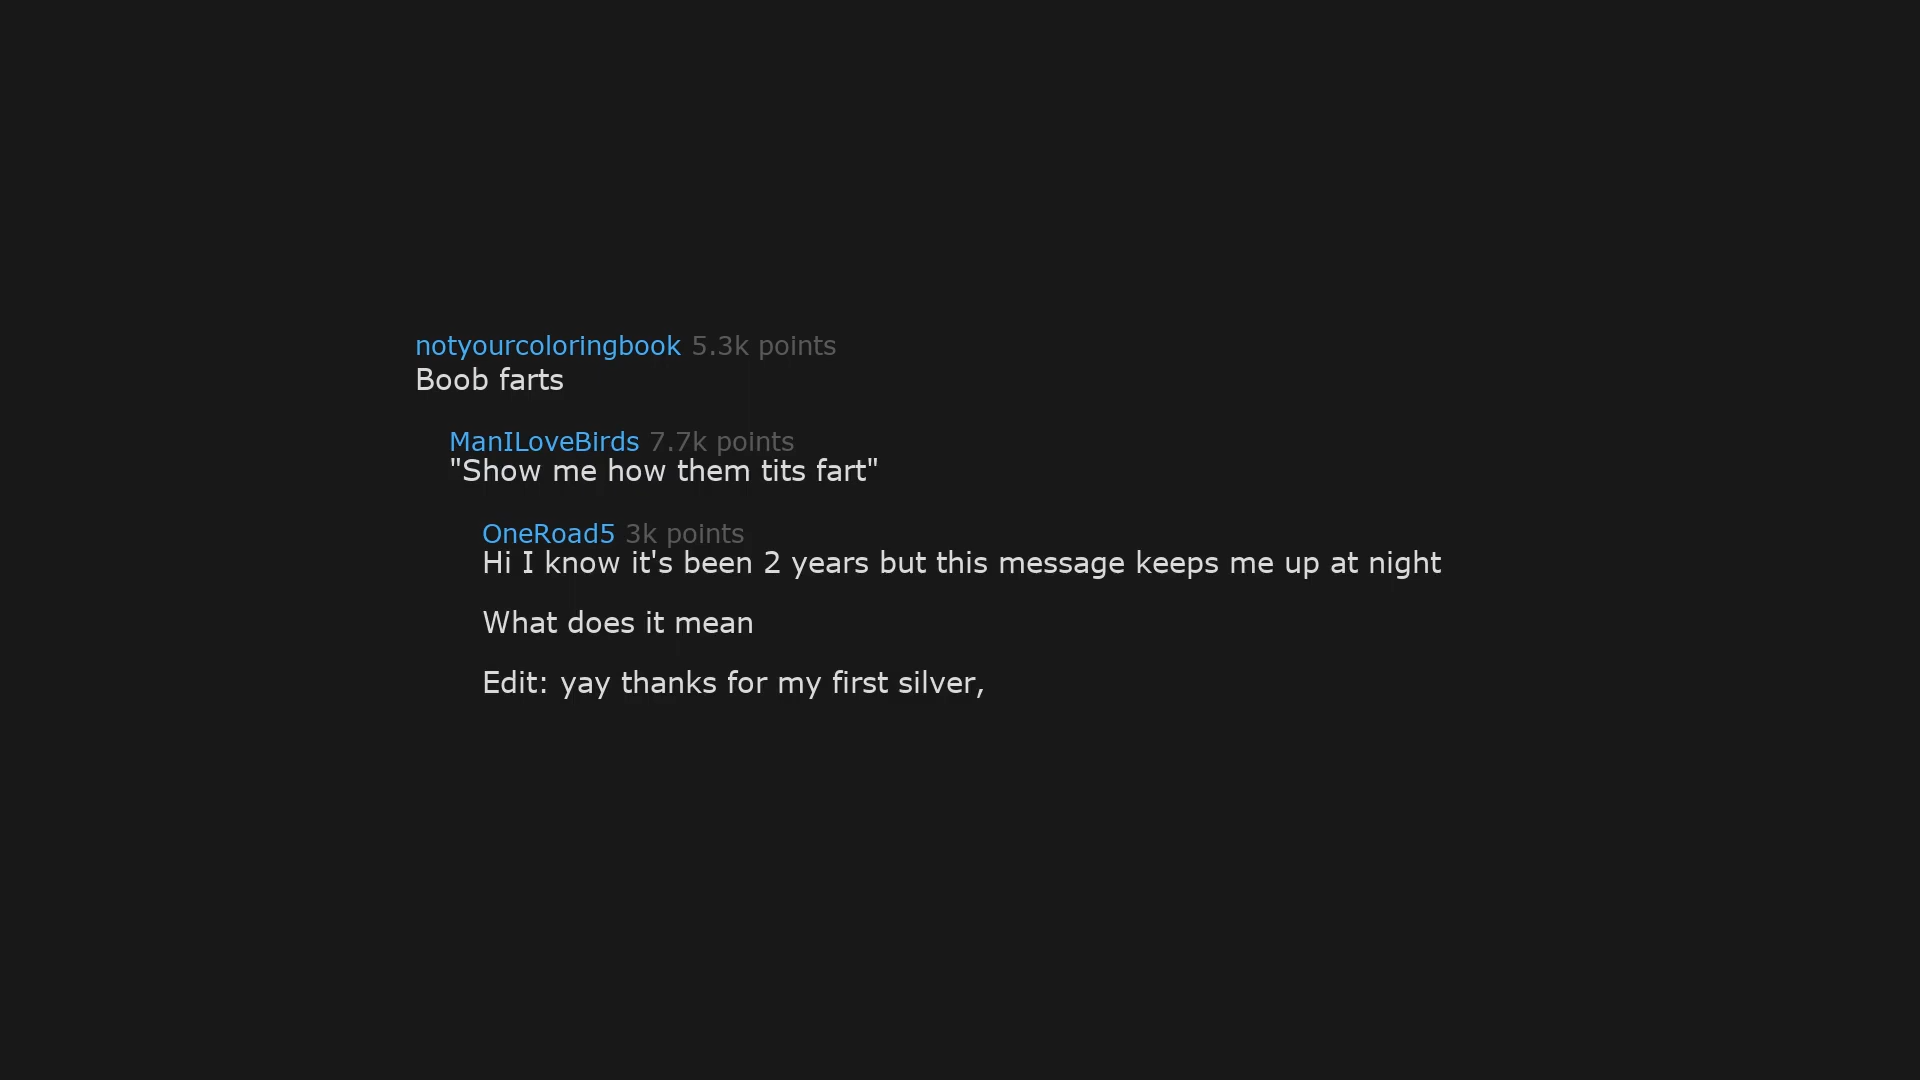 notyourcoloringbook 5.3k points
Boob farts
ManILoveBirds 7.7k points
"Show me how them tits fart"
OneRoad5 3k points
Hi I know it's been 2 years but this message keeps me up at night
What does it mean
Edit: yay thanks for my first silver,